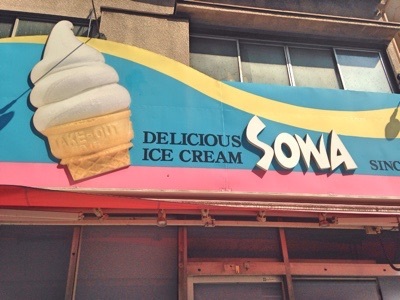 TAKE-OUT
DELICIOUS
ICE CREAM
SOWA
SINC